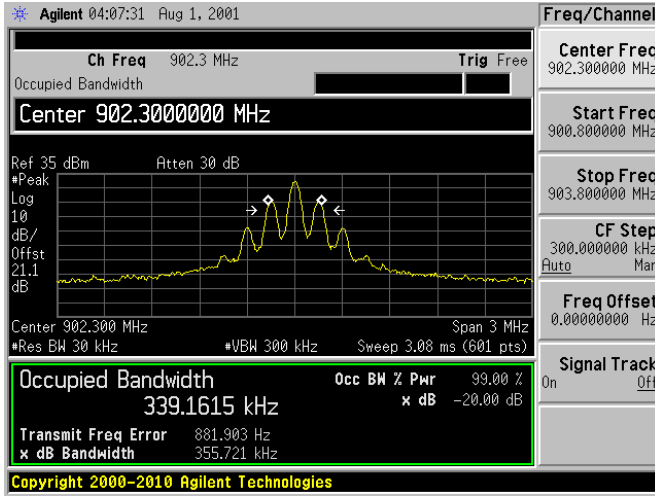 Agilent 04:07:31 Aug 1, 2001
Freq/Channel
Ch Freq 902.3 MHz Trig Free
Occupied Bandwidth
Center 902.3000000 MHz
Ref 35 dBm Atten 30 dB
#Peak
Log
10
dB/
Offst
21.1
dB
Center 902.300 MHz Span 3 MHz
#Res BW 30 kHz #VBW 300 kHz Sweep 3.08 ms (601 pts)
Occupied Bandwidth Occ BW % Pwr 99.00 %
339.1615 kHz x dB -20.00 dB
Transmit Freq Error 881.903 Hz
x dB Bandwidth 355.721 kHz
Copyright 2000-2010 Agilent Technologies
Center Freq
902.300000 MHz
Start Freq
900.800000 MHz
Stop Freq
903.800000 MHz
CF Step
300.000000 kHz
Auto Man
Freq Offset
0.00000000 Hz
Signal Track
On Off